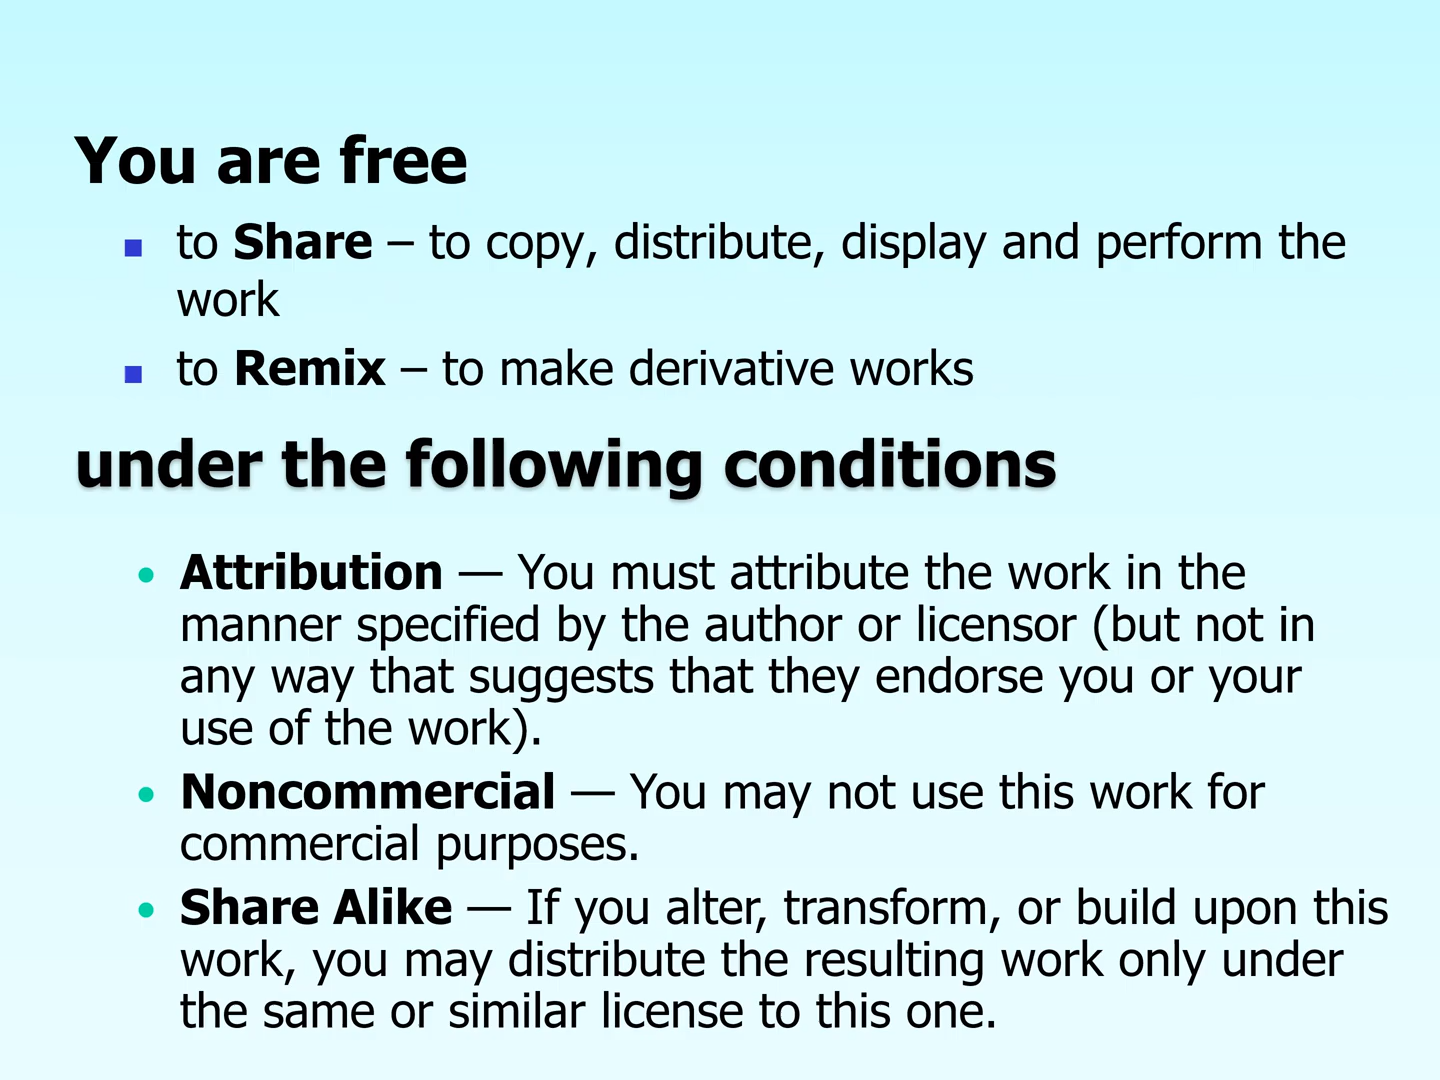 You are free
to Share – to copy, distribute, display and perform the
work
to Remix – to make derivative works
under the following conditions
Attribution — You must attribute the work in the
manner specified by the author or licensor (but not in
any way that suggests that they endorse you or your
use of the work).
Noncommercial — You may not use this work for
commercial purposes.
Share Alike — If you alter, transform, or build upon this
work, you may distribute the resulting work only under
the same or similar license to this one.